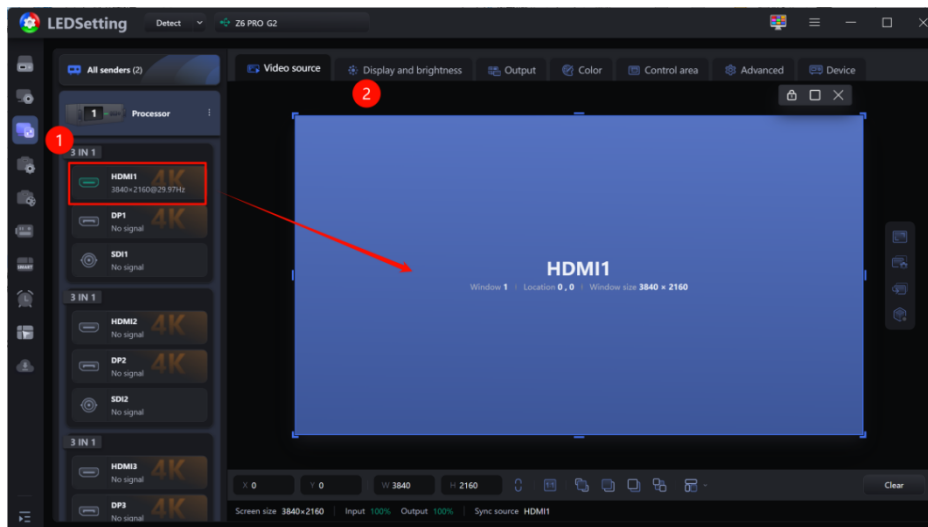 LEDSetting Detect Z6 PRO G2
All senders (2)
Video source Display and brightness Output Color Control area Advanced Device
2
1 Processor
1
3 IN 1
HDMI1 4K
3840×2160@29.97Hz
DP1 4K
No signal
SDI1
No signal
HDMI1
Window 1 | Location 0 , 0 | Window size 3840 × 2160
3 IN 1
HDMI2 4K
No signal
DP2 4K
No signal
SDI2
No signal
3 IN 1
HDMI3 4K
No signal
DP3 4K
No signal
X 0 Y 0 W 3840 H 2160 Clear
Screen size 3840×2160 Input 100% Output 100% Sync source HDMI1